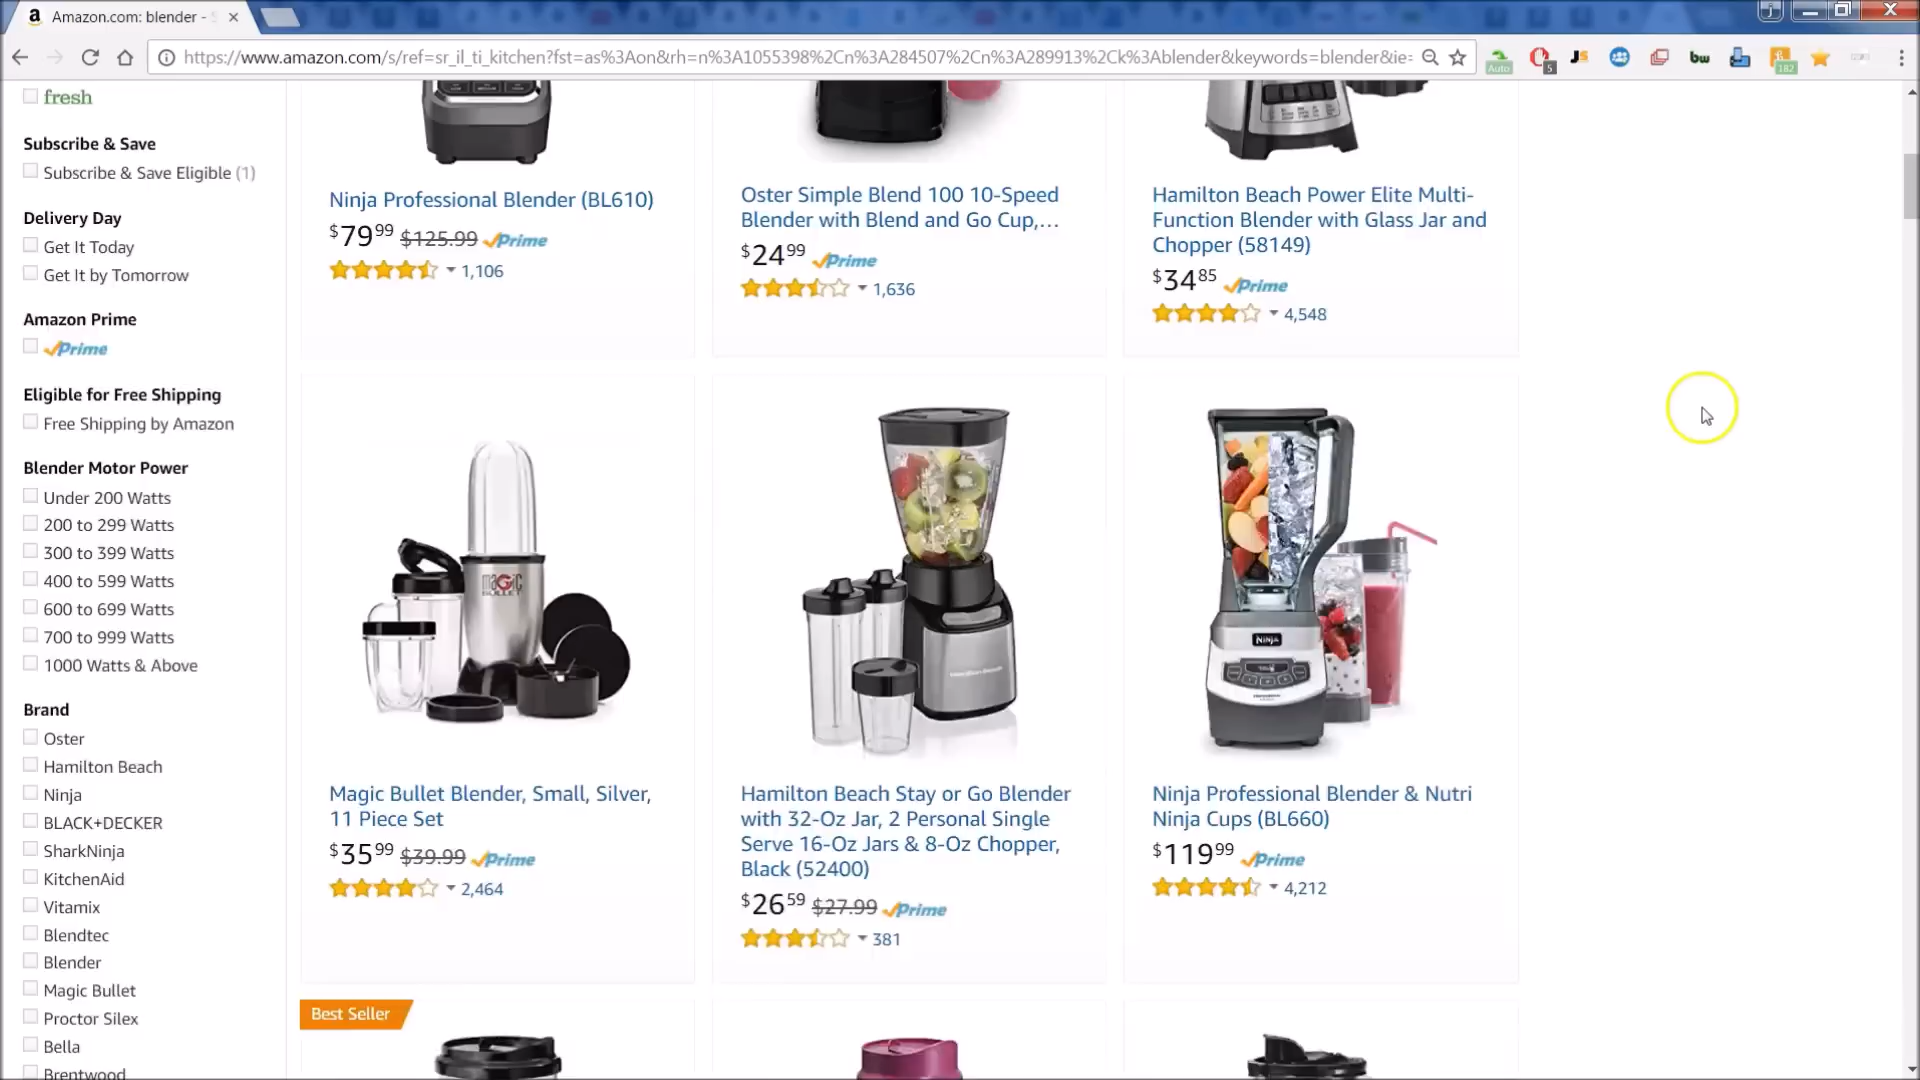 Amazon.com: blender -
https://www.amazon.com/s/ref=sr_il_ti_kitchen?fst=as%3Aon&rh=n%3A1055398%2Cn%3A284507%2Cn%3A289913%2Ck%3Ablender&keywords=blender&ie=
Auto
5
JS
bw
182
fresh
Subscribe & Save
Subscribe & Save Eligible (1)
Delivery Day
Get It Today
Get It by Tomorrow
Amazon Prime
Prime
Eligible for Free Shipping
Free Shipping by Amazon
Blender Motor Power
Under 200 Watts
200 to 299 Watts
300 to 399 Watts
400 to 599 Watts
600 to 699 Watts
700 to 999 Watts
1000 Watts & Above
Brand
Oster
Hamilton Beach
Ninja
BLACK+DECKER
SharkNinja
KitchenAid
Vitamix
Blendtec
Blender
Magic Bullet
Proctor Silex
Bella
Brentwood
Ninja Professional Blender (BL610)
$79 99 $125.99 Prime
1,106
Oster Simple Blend 100 10-Speed
Blender with Blend and Go Cup,...
$24 99 Prime
1,636
Hamilton Beach Power Elite Multi-
Function Blender with Glass Jar and
Chopper (58149)
$34 85 Prime
4,548
MAGIC
BULLET
Magic Bullet Blender, Small, Silver,
11 Piece Set
$35 99 $39.99 Prime
2,464
Hamilton Beach
Hamilton Beach Stay or Go Blender
with 32-Oz Jar, 2 Personal Single
Serve 16-Oz Jars & 8-Oz Chopper,
Black (52400)
$26 59 $27.99 Prime
381
NINJA
Ninja Professional Blender & Nutri
Ninja Cups (BL660)
$119 99 Prime
4,212
Best Seller